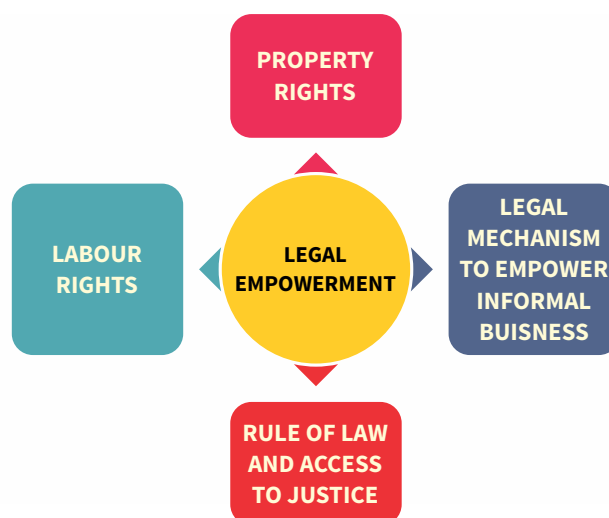 PROPERTY
RIGHTS
LABOUR
RIGHTS
LEGAL
EMPOWERMENT
LEGAL
MECHANISM
TO EMPOWER
INFORMAL
BUISNESS
RULE OF LAW
AND ACCESS
TO JUSTICE